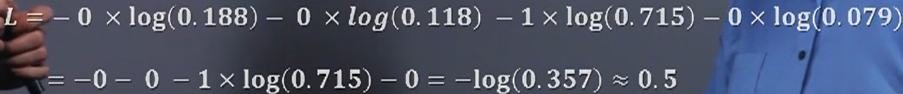 L = − 0 × log(0.188) − 0 × log(0.118) − 1 × log(0.715) − 0 × log(0.079)
= −0 − 0 − 1 × log(0.715) − 0 = −log(0.357) ≈ 0.5